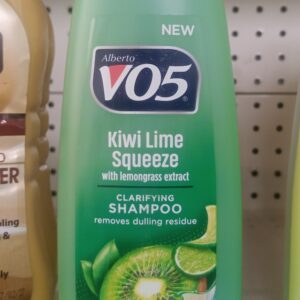 NEW
Alberto
VO5®
Kiwi Lime
Squeeze
with lemongrass extract
CLARIFYING
SHAMPOO
removes dulling residue